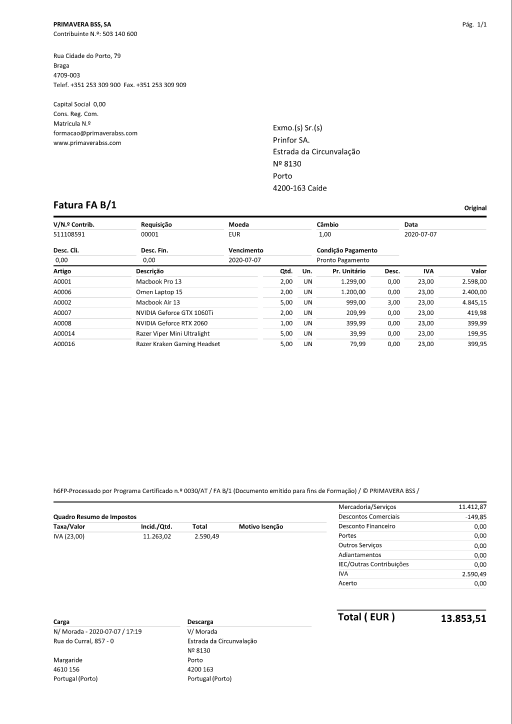 PRIMAVERA BSS, SA Pág. 1/1
Contribuinte N.º: 503 140 600
Rua Cidade do Porto, 79
Braga
4709-003
Telef. +351 253 309 900 Fax. +351 253 309 909
Capital Social 0,00
Cons. Reg. Com.
Matrícula N.º
formacao@primaverabss.com
www.primaverabss.com
Exmo.(s) Sr.(s)
Prinfor SA.
Estrada da Circunvalação
Nº 8130
Porto
4200-163 Caíde
Fatura FA B/1 Original
V/N.º Contrib. Requisição Moeda Câmbio Data
511108591 00001 EUR 1,00 2020-07-07
Desc. Cli. Desc. Fin. Vencimento Condição Pagamento
0,00 0,00 2020-07-07 Pronto Pagamento
Artigo Descrição Qtd. Un. Pr. Unitário Desc. IVA Valor
A0001 Macbook Pro 13 2,00 UN 1.299,00 0,00 23,00 2.598,00
A0006 Omen Laptop 15 2,00 UN 1.200,00 0,00 23,00 2.400,00
A0002 Macbook Air 13 5,00 UN 999,00 3,00 23,00 4.845,15
A0007 NVIDIA Geforce GTX 1060Ti 2,00 UN 209,99 0,00 23,00 419,98
A0008 NVIDIA Geforce RTX 2060 1,00 UN 399,99 0,00 23,00 399,99
A00014 Razer Viper Mini Ultralight 5,00 UN 39,99 0,00 23,00 199,95
A00016 Razer Kraken Gaming Headset 5,00 UN 79,99 0,00 23,00 399,95
h6FP-Processado por Programa Certificado n.º 0030/AT / FA B/1 (Documento emitido para fins de Formação) / © PRIMAVERA BSS /
Mercadoria/Serviços 11.412,87
Descontos Comerciais -149,85
Desconto Financeiro 0,00
Portes 0,00
Outros Serviços 0,00
Adiantamentos 0,00
IEC/Outras Contribuições 0,00
IVA 2.590,49
Acerto 0,00
Quadro Resumo de Impostos
Taxa/Valor Incid./Qtd. Total Motivo Isenção
IVA (23,00) 11.263,02 2.590,49
Total ( EUR ) 13.853,51
Carga Descarga
N/ Morada - 2020-07-07 / 17:19 V/ Morada
Rua do Curral, 857 - 0 Estrada da Circunvalação
Nº 8130
Margaride Porto
4610 156 4200 163
Portugal (Porto) Portugal (Porto)